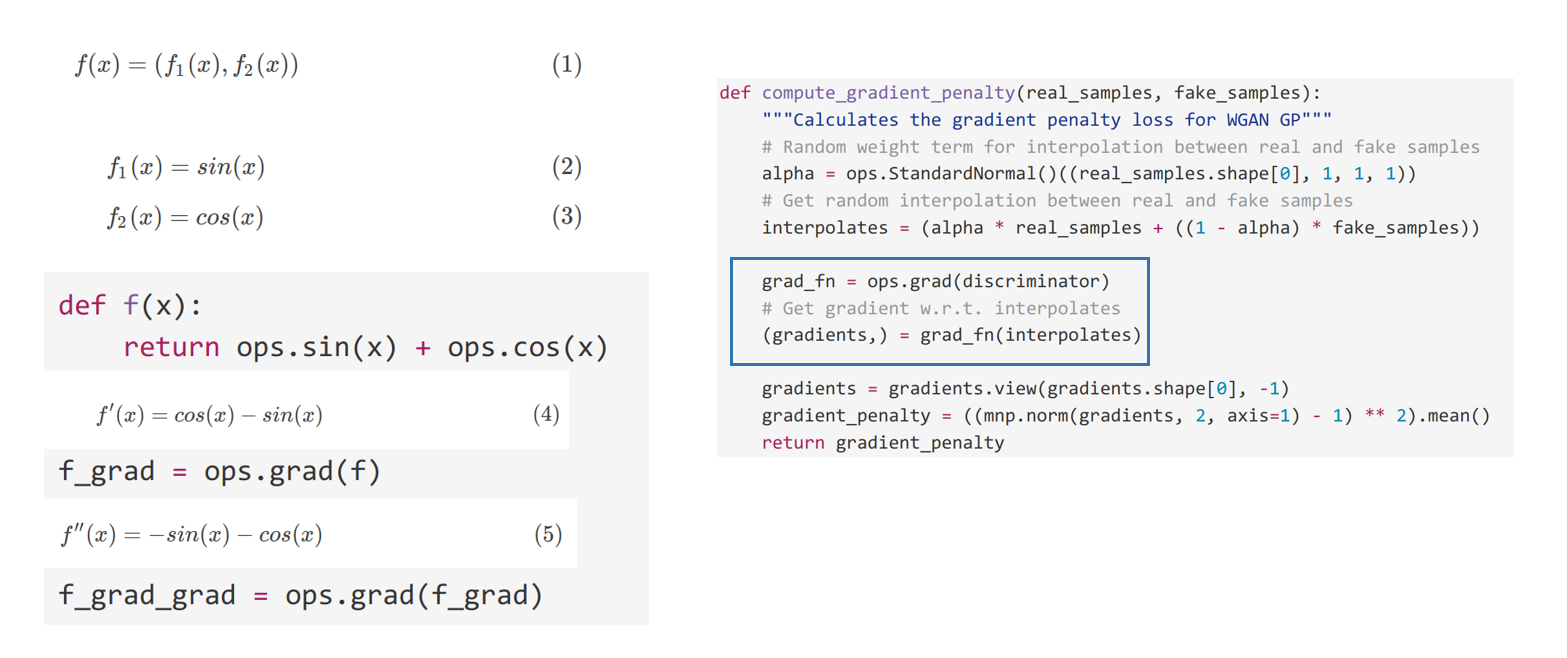 f(x) = (f₁(x), f₂(x)) (1)
f₁(x) = sin(x) (2)
f₂(x) = cos(x) (3)
def f(x):
    return ops.sin(x) + ops.cos(x)
f′(x) = cos(x) − sin(x) (4)
f_grad = ops.grad(f)
f″(x) = −sin(x) − cos(x) (5)
f_grad_grad = ops.grad(f_grad)
def compute_gradient_penalty(real_samples, fake_samples):
    """Calculates the gradient penalty loss for WGAN GP"""
    # Random weight term for interpolation between real and fake samples
    alpha = ops.StandardNormal()((real_samples.shape[0], 1, 1, 1))
    # Get random interpolation between real and fake samples
    interpolates = (alpha * real_samples + ((1 - alpha) * fake_samples))
    grad_fn = ops.grad(discriminator)
    # Get gradient w.r.t. interpolates
    (gradients,) = grad_fn(interpolates)
    gradients = gradients.view(gradients.shape[0], -1)
    gradient_penalty = ((mnp.norm(gradients, 2, axis=1) - 1) ** 2).mean()
    return gradient_penalty